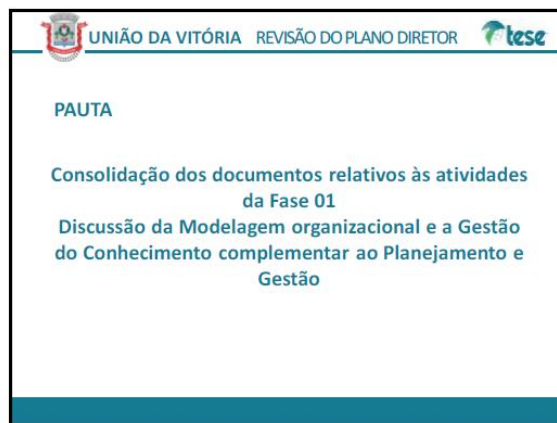 UNIÃO DA VITÓRIA REVISÃO DO PLANO DIRETOR tese
PAUTA
Consolidação dos documentos relativos às atividades
da Fase 01
Discussão da Modelagem organizacional e a Gestão
do Conhecimento complementar ao Planejamento e
Gestão